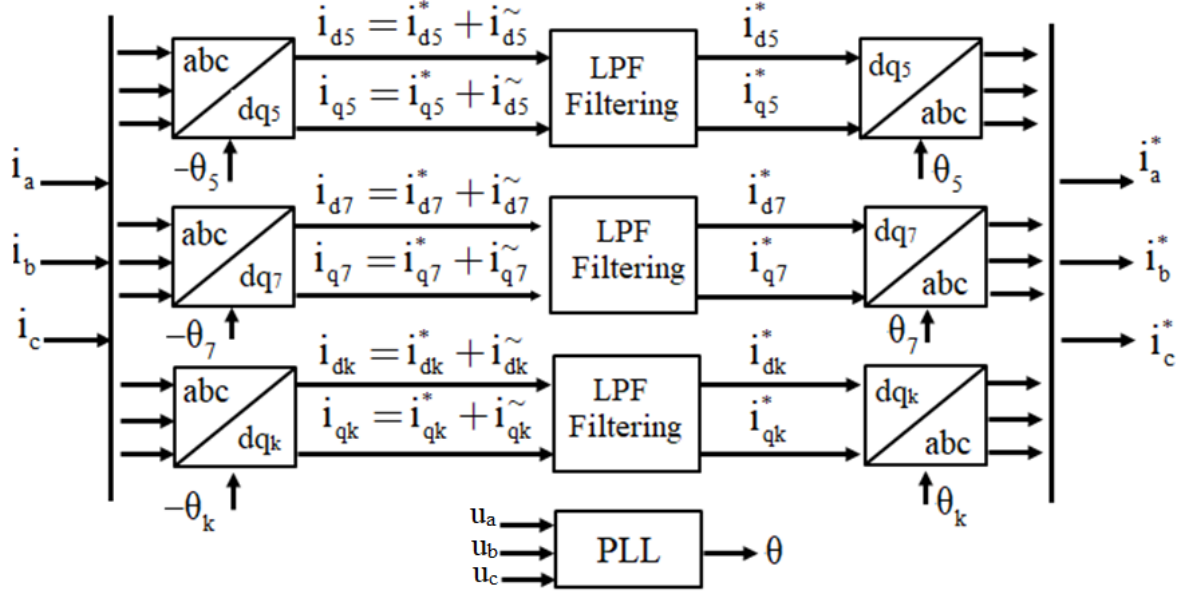 i_d5 = i*_d5 + i~_d5
i*_d5
abc
dq5
LPF
Filtering
dq5
abc
i_q5 = i*_q5 + i~_d5
i*_q5
−θ5
θ5
i_a
i*_a
i_d7 = i*_d7 + i~_d7
i*_d7
abc
dq7
LPF
Filtering
dq7
abc
i_q7 = i*_q7 + i~_q7
i*_q7
i_b
i*_b
−θ7
θ7
i_c
i*_c
i_dk = i*_dk + i~_dk
i*_dk
abc
dqk
LPF
Filtering
dqk
abc
i_qk = i*_qk + i~_qk
i*_qk
−θk
θk
u_a
u_b
u_c
PLL
θ